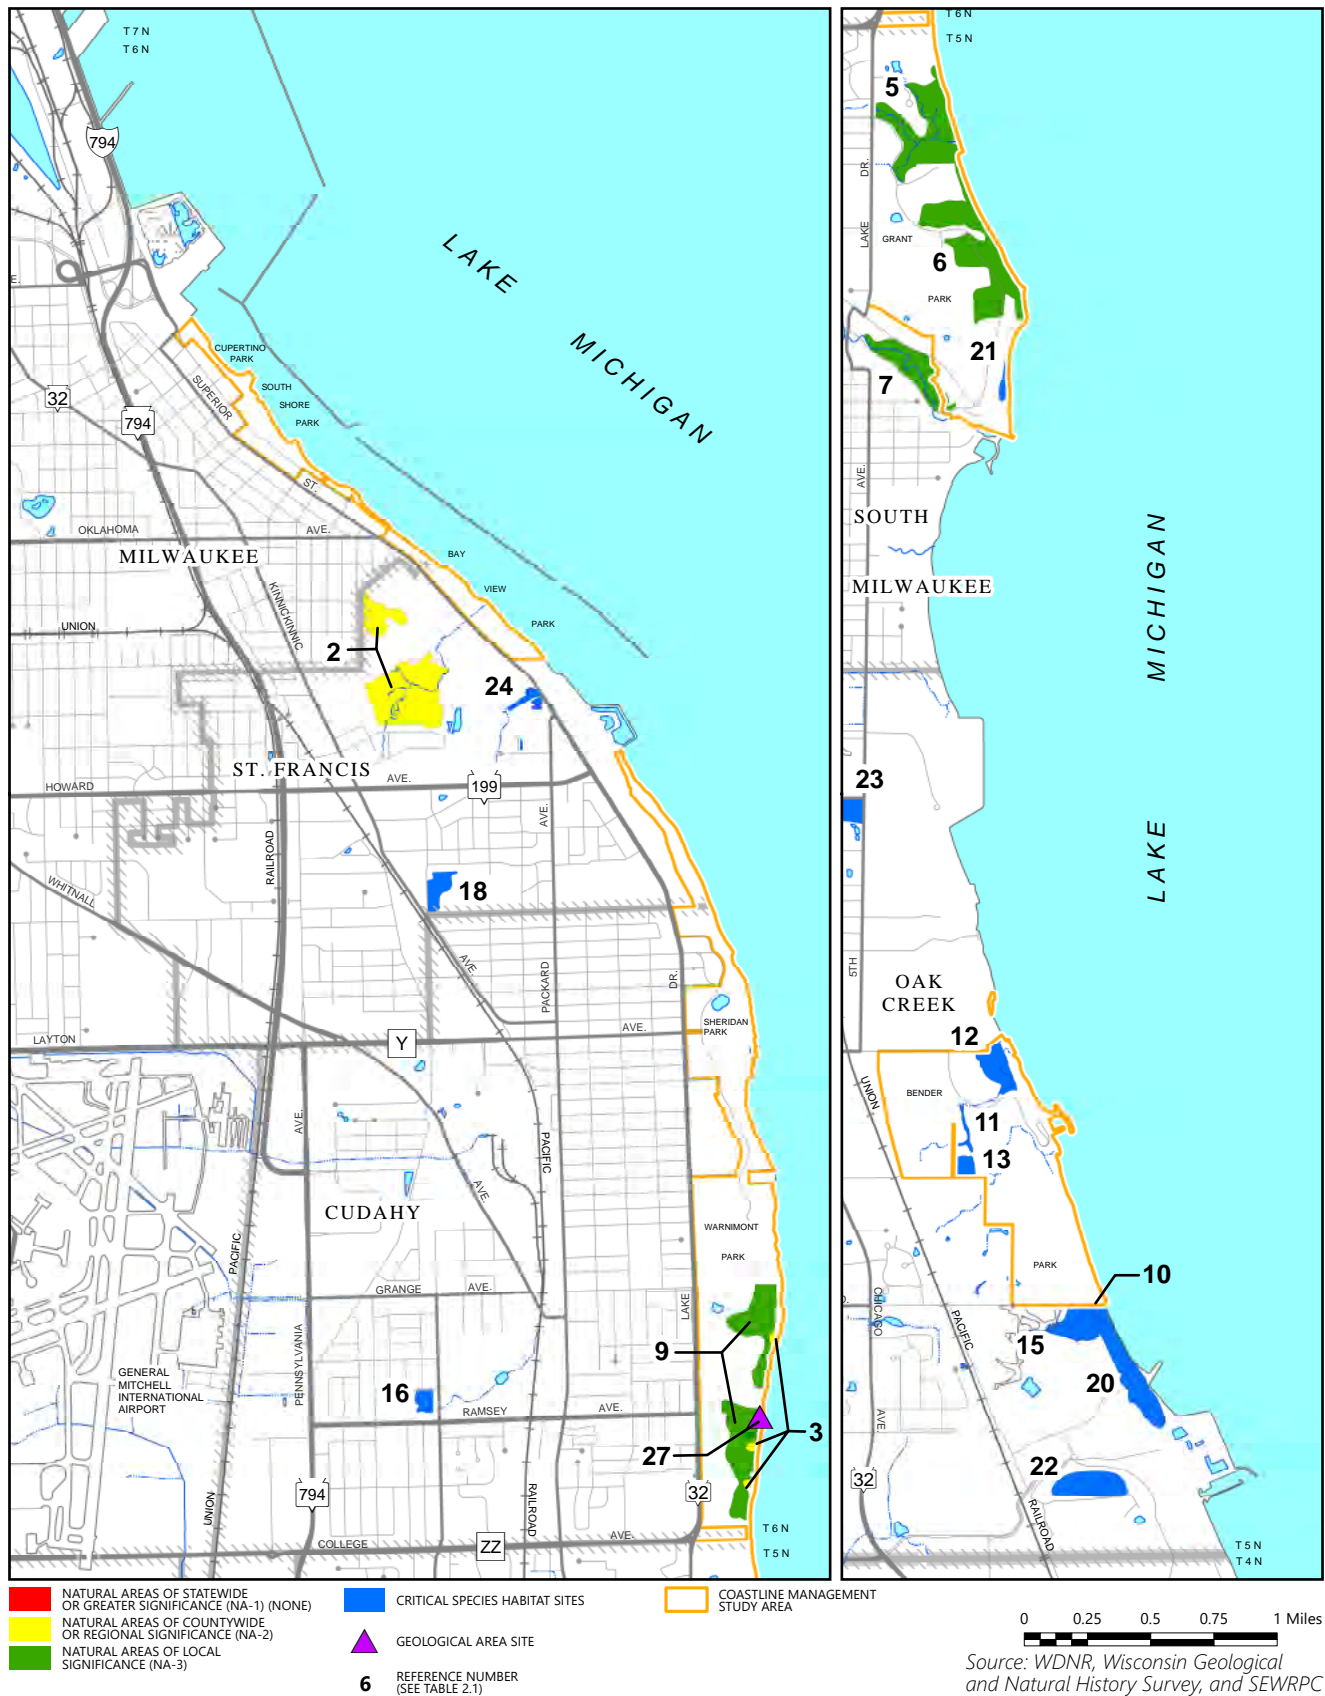 T 7 N
T 6 N
794
E.
LAKE
MICHIGAN
CUPERTINO
PARK
SOUTH
SHORE
PARK
SUPERIOR
ST.
32
794
OKLAHOMA AVE.
MILWAUKEE
BAY
VIEW
PARK
KINNICKINNIC
UNION
2
24
ST. FRANCIS
HOWARD AVE.
199
AVE.
RAILROAD
WHITNALL
18
AVE.
PACKARD
DR.
LAYTON AVE.
Y
SHERIDAN
PARK
AVE.
PACIFIC
AVE.
CUDAHY
WARNIMONT
PARK
PACIFIC
GRANGE AVE.
LAKE
PENNSYLVANIA
9
GENERAL
MITCHELL
INTERNATIONAL
AIRPORT
16
RAMSEY AVE.
3
27
32
794
UNION
RAILROAD
COLLEGE AVE.
ZZ
T 6 N
T 5 N
T 6 N
T 5 N
5
DR.
LAKE
GRANT
6
PARK
21
7
AVE.
SOUTH
MILWAUKEE
MICHIGAN
LAKE
23
5TH
OAK
CREEK
12
UNION
BENDER
11
13
PARK
10
D.
CHICAGO
PACIFIC
15
20
AVE.
22
32
RAILROAD
T 5 N
T 4 N
NATURAL AREAS OF STATEWIDE
OR GREATER SIGNIFICANCE (NA-1) (NONE)
NATURAL AREAS OF COUNTYWIDE
OR REGIONAL SIGNIFICANCE (NA-2)
NATURAL AREAS OF LOCAL
SIGNIFICANCE (NA-3)
CRITICAL SPECIES HABITAT SITES
GEOLOGICAL AREA SITE
6 REFERENCE NUMBER
(SEE TABLE 2.1)
COASTLINE MANAGEMENT
STUDY AREA
0 0.25 0.5 0.75 1 Miles
Source: WDNR, Wisconsin Geological
and Natural History Survey, and SEWRPC